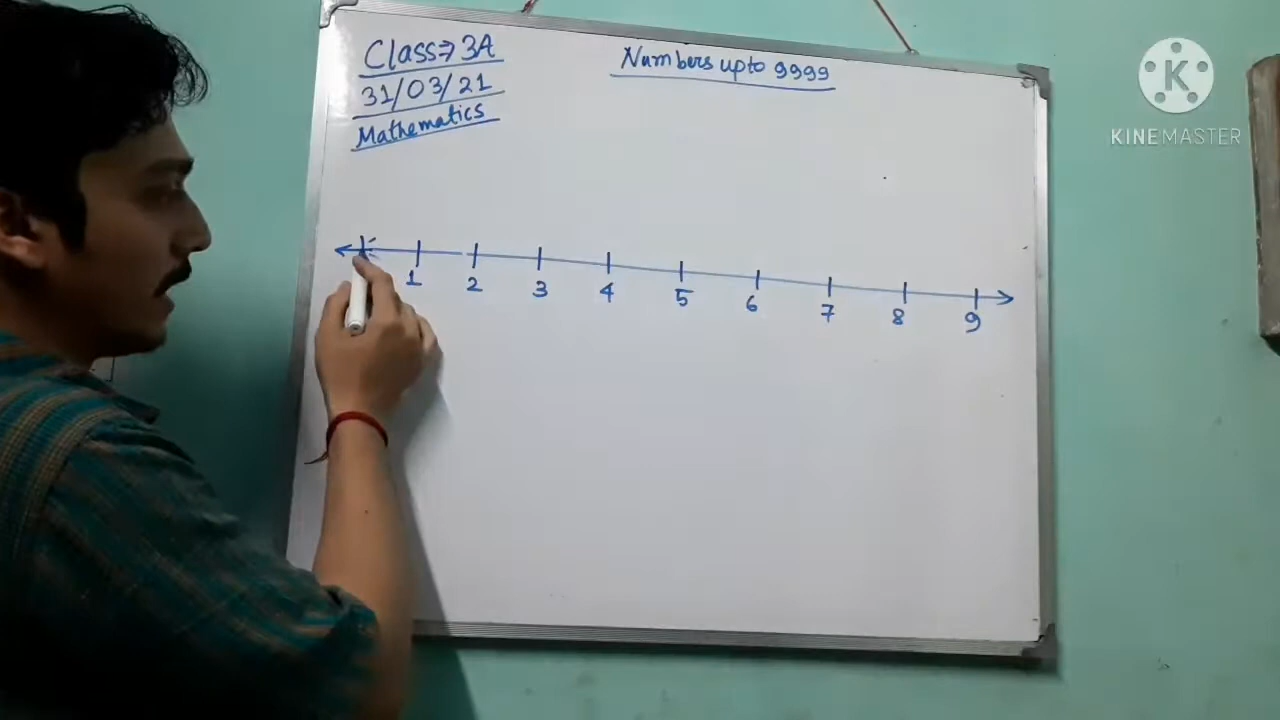 Class⇒ 3A
31/03/21
Mathematics
Numbers upto 9999
1 2 3 4 5 6 7 8 9
K
KINEMASTER